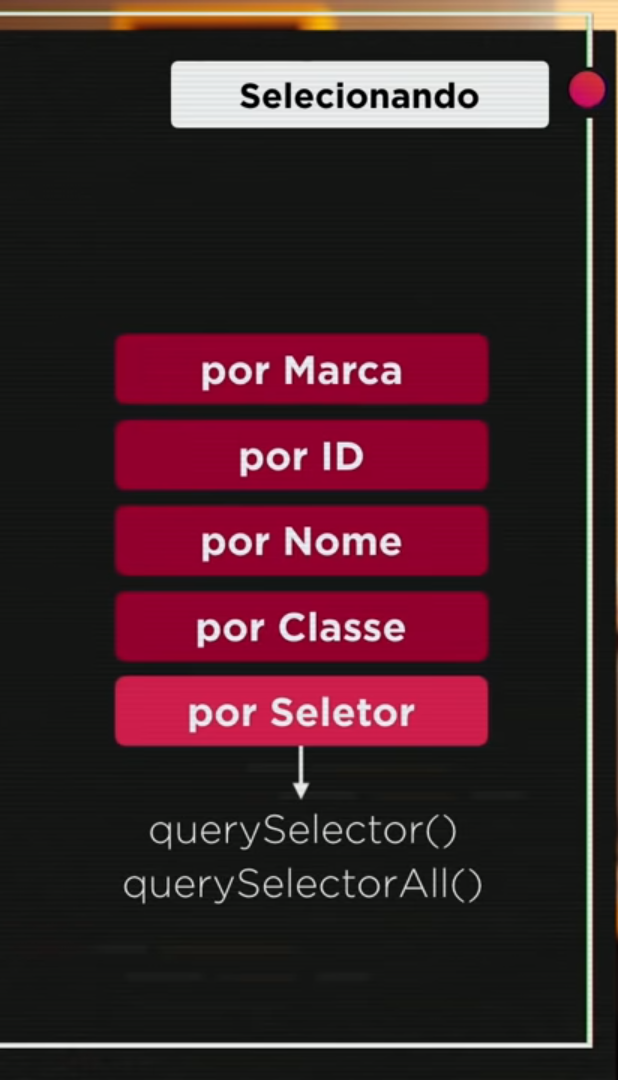 Selecionando
por Marca
por ID
por Nome
por Classe
por Seletor
querySelector()
querySelectorAll()